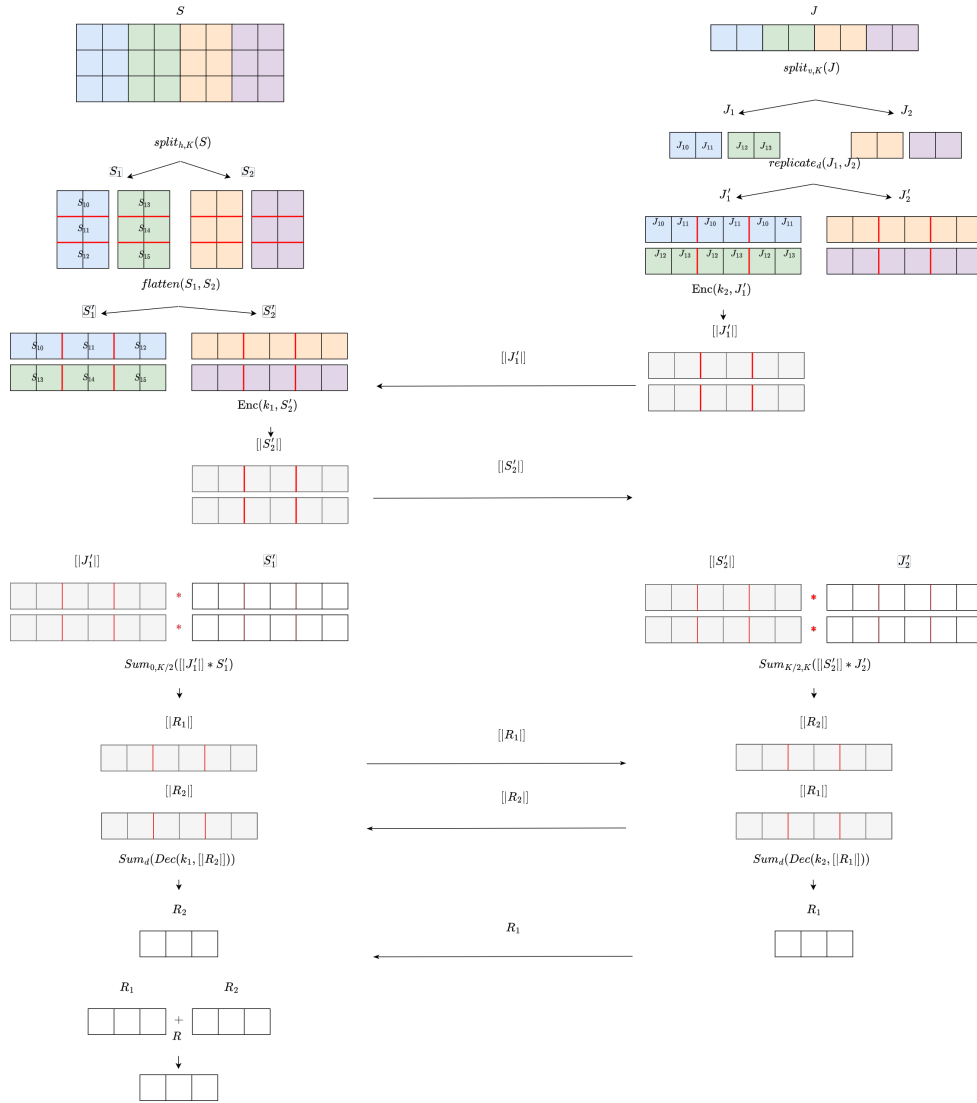 S
J
split_{v,K}(J)
J_1 J_2
split_{h,K}(S)
J_{10} J_{11} J_{12} J_{13}
replicate_d(J_1, J_2)
S_1 S_2
J'_1 J'_2
S_{10} S_{13}
S_{11} S_{14}
S_{12} S_{15}
J_{10} J_{11} J_{10} J_{11} J_{10} J_{11}
J_{12} J_{13} J_{12} J_{13} J_{12} J_{13}
flatten(S_1, S_2)
Enc(k_2, J'_1)
S'_1 S'_2
[|J'_1|]
S_{10} S_{11} S_{12}
S_{13} S_{14} S_{15}
[|J'_1|]
Enc(k_1, S'_2)
[|S'_2|]
[|S'_2|]
[|J'_1|] S'_1
[|S'_2|] J'_2
* *
* *
Sum_{0,K/2}([|J'_1|] * S'_1)
Sum_{K/2,K}([|S'_2|] * J'_2)
[|R_1|] [|R_1|] [|R_2|]
[|R_2|] [|R_2|] [|R_1|]
Sum_d(Dec(k_1, [|R_2|]))
Sum_d(Dec(k_2, [|R_1|]))
R_2 R_1
R_1
R_1 R_2
+
R